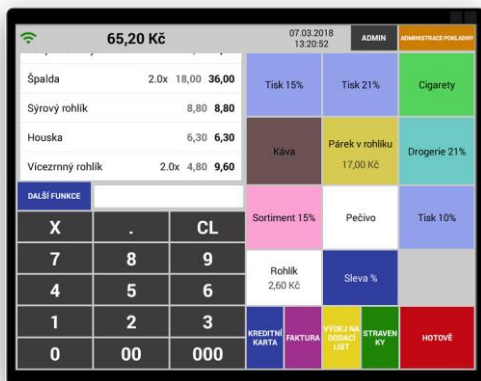 65,20 Kč
07.03.2018
13:20:52
ADMIN
ADMINISTRACE POKLADNY
Špalda 2.0x 18,00 36,00
Sýrový rohlík 8,80 8,80
Houska 6,30 6,30
Vícezrnný rohlík 2.0x 4,80 9,60
DALŠÍ FUNKCE
X . CL
7 8 9
4 5 6
1 2 3
0 00 000
Tisk 15%
Tisk 21%
Cigarety
Káva
Párek v rohlíku
17,00 Kč
Drogerie 21%
Sortiment 15%
Pečivo
Tisk 10%
Rohlík
2,60 Kč
Sleva %
KREDITNÍ
KARTA
FAKTURA
VÝDEJ NA
DODACÍ
LIST
STRAVEN
KY
HOTOVĚ